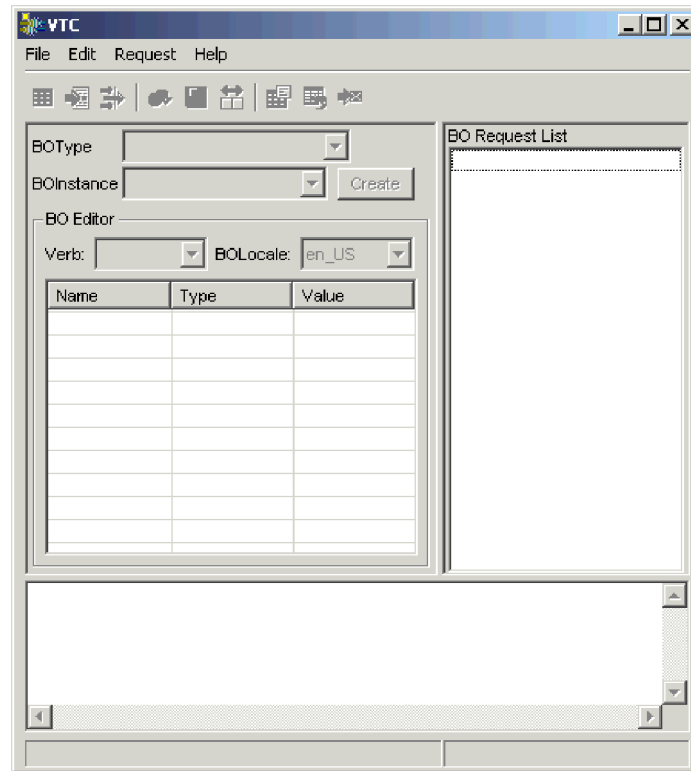 VTC
File Edit Request Help
BOType
BO Request List
BOInstance Create
BO Editor
Verb: BOLocale: en_US
Name Type Value